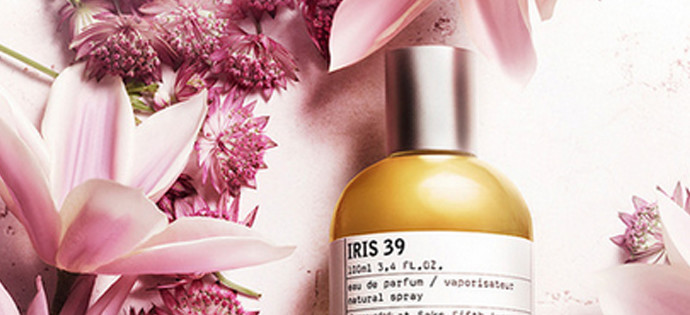 IRIS 39
100ml 3,4 FL.OZ.
eau de parfum / vaporisateur
natural spray